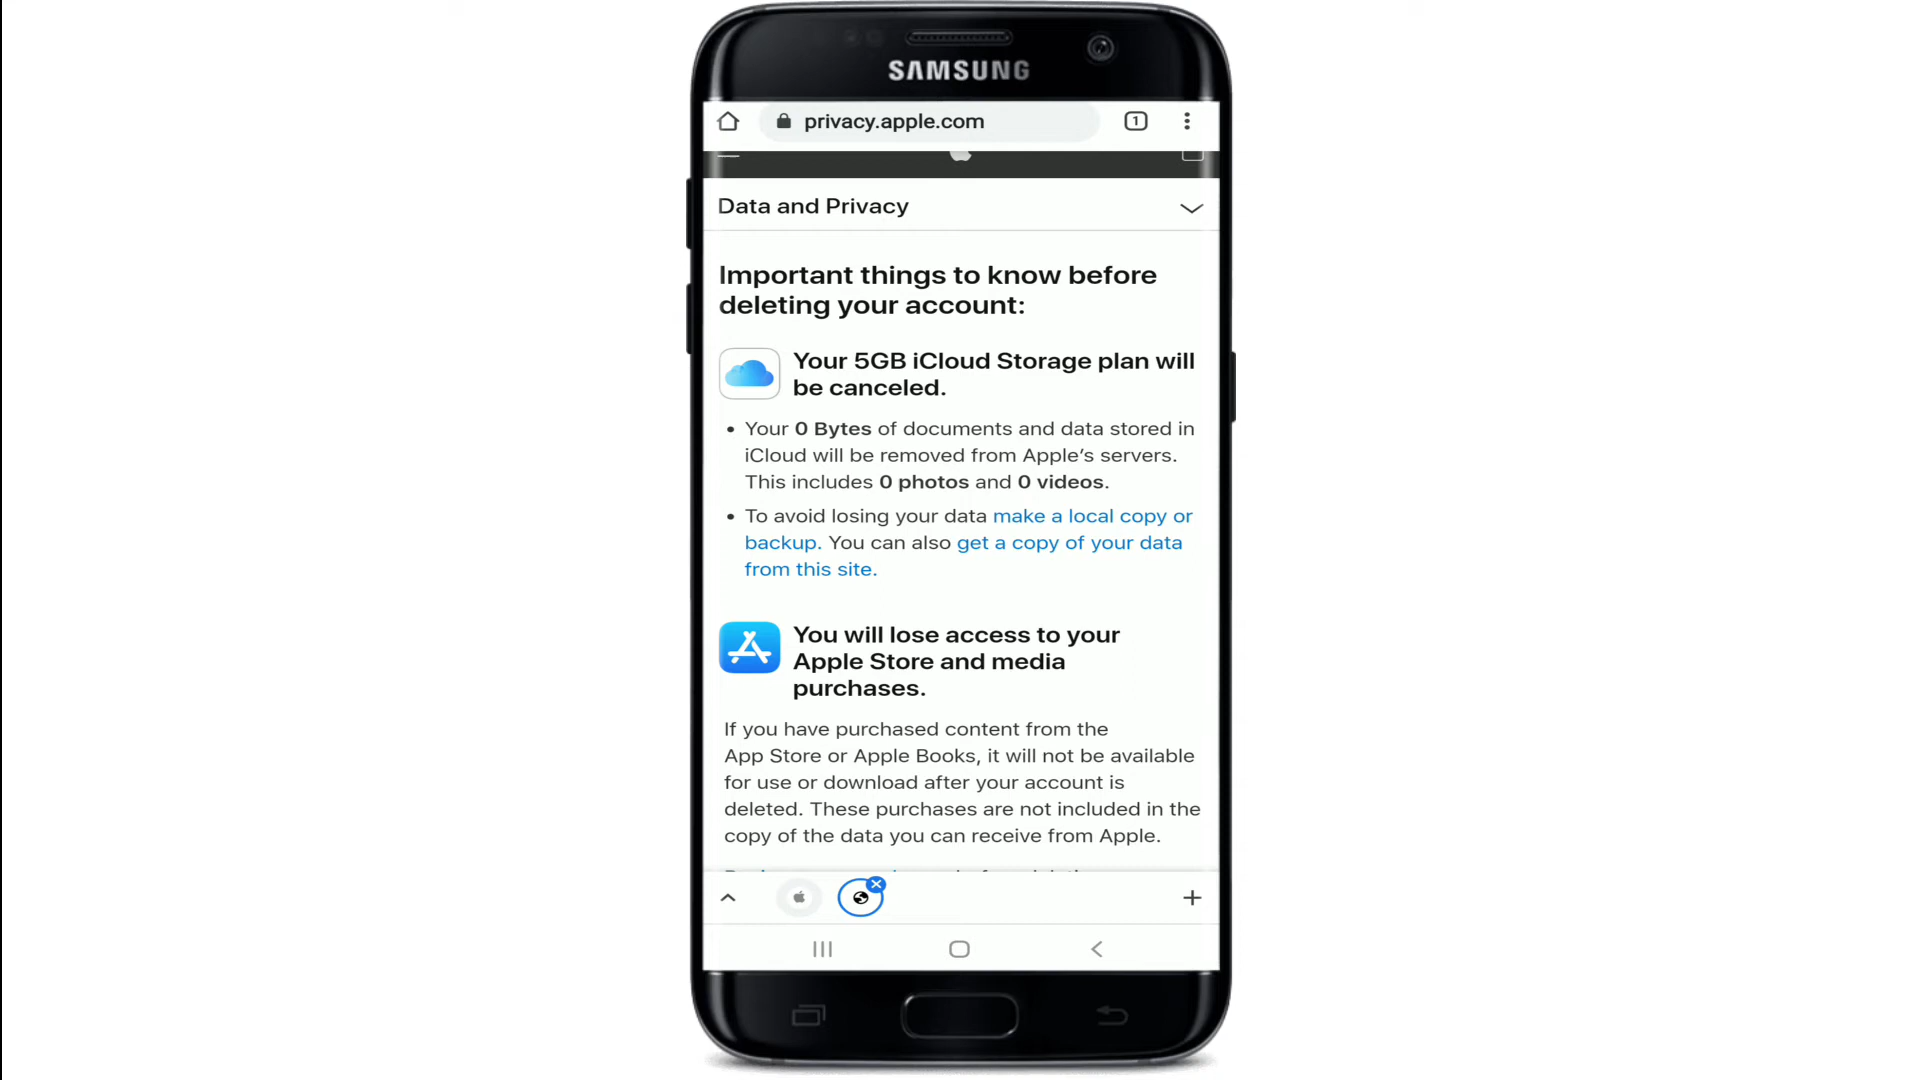 SAMSUNG
privacy.apple.com
1
Data and Privacy
Important things to know before
deleting your account:
Your 5GB iCloud Storage plan will
be canceled.
• Your 0 Bytes of documents and data stored in
iCloud will be removed from Apple’s servers.
This includes 0 photos and 0 videos.
• To avoid losing your data make a local copy or
backup. You can also get a copy of your data
from this site.
You will lose access to your
Apple Store and media
purchases.
If you have purchased content from the
App Store or Apple Books, it will not be available
for use or download after your account is
deleted. These purchases are not included in the
copy of the data you can receive from Apple.